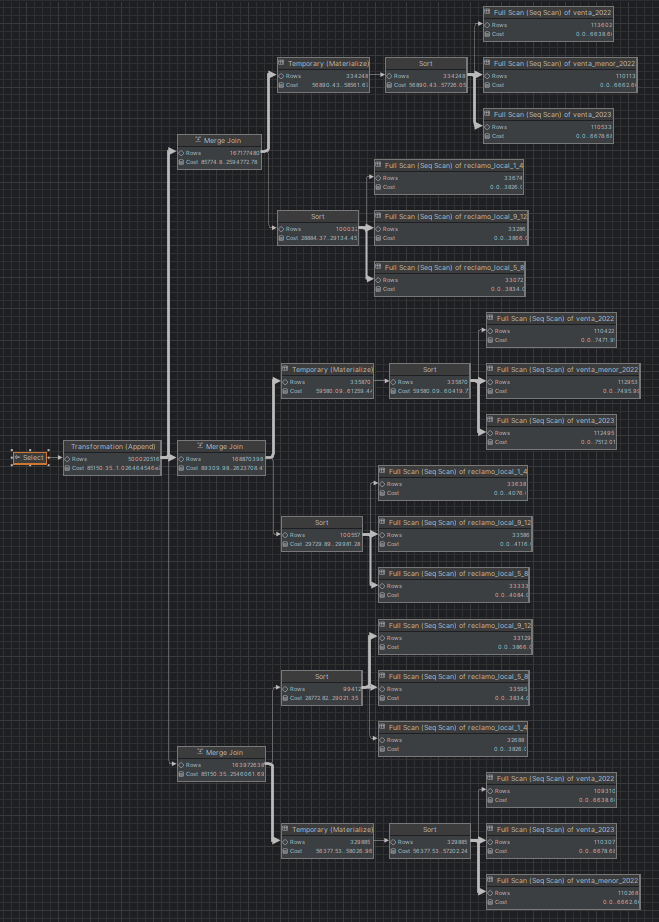 Full Scan (Seq Scan) of venta_2022
Rows 113602
Cost 0.0..6638.6
Temporary (Materialize)
Rows 334248
Cost 56890.43..58561.6
Sort
Rows 334248
Cost 56890.43..57726.05
Full Scan (Seq Scan) of venta_menor_2022
Rows 110113
Cost 0.0..6662.6
Full Scan (Seq Scan) of venta_2023
Rows 110533
Cost 0.0..6678.6
Merge Join
Rows 167177480
Cost 85774.8..2594772.78
Full Scan (Seq Scan) of reclamo_local_1_4
Rows 33674
Cost 0.0..3826.0
Sort
Rows 100032
Cost 28884.37..29134.45
Full Scan (Seq Scan) of reclamo_local_9_12
Rows 33286
Cost 0.0..3866.0
Full Scan (Seq Scan) of reclamo_local_5_8
Rows 33072
Cost 0.0..3834.0
Full Scan (Seq Scan) of venta_2022
Rows 110422
Cost 0.0..7471.9
Temporary (Materialize)
Rows 335870
Cost 59580.09..61259.4
Sort
Rows 335870
Cost 59580.09..60419.7
Full Scan (Seq Scan) of venta_menor_2022
Rows 112953
Cost 0.0..7495.9
Full Scan (Seq Scan) of venta_2023
Rows 112495
Cost 0.0..7512.01
Select
Transformation (Append)
Rows 500020516
Cost 85150.35..1.026464546e
Merge Join
Rows 168870398
Cost 89309.98..2623708.4
Full Scan (Seq Scan) of reclamo_local_1_4
Rows 33638
Cost 0.0..4076.
Sort
Rows 100557
Cost 29729.89..29981.28
Full Scan (Seq Scan) of reclamo_local_9_12
Rows 33586
Cost 0.0..4116.
Full Scan (Seq Scan) of reclamo_local_5_8
Rows 33333
Cost 0.0..4084.0
Full Scan (Seq Scan) of reclamo_local_9_12
Rows 33129
Cost 0.0..3866.0
Sort
Rows 99412
Cost 28772.82..29021.35
Full Scan (Seq Scan) of reclamo_local_5_8
Rows 33595
Cost 0.0..3834.0
Full Scan (Seq Scan) of reclamo_local_1_4
Rows 32688
Cost 0.0..3826.0
Merge Join
Rows 163972638
Cost 85150.35..2546061.69
Full Scan (Seq Scan) of venta_2022
Rows 109310
Cost 0.0..6638.6
Temporary (Materialize)
Rows 329885
Cost 56377.53..58026.96
Sort
Rows 329885
Cost 56377.53..57202.24
Full Scan (Seq Scan) of venta_2023
Rows 110307
Cost 0.0..6678.6
Full Scan (Seq Scan) of venta_menor_2022
Rows 110268
Cost 0.0..6662.6